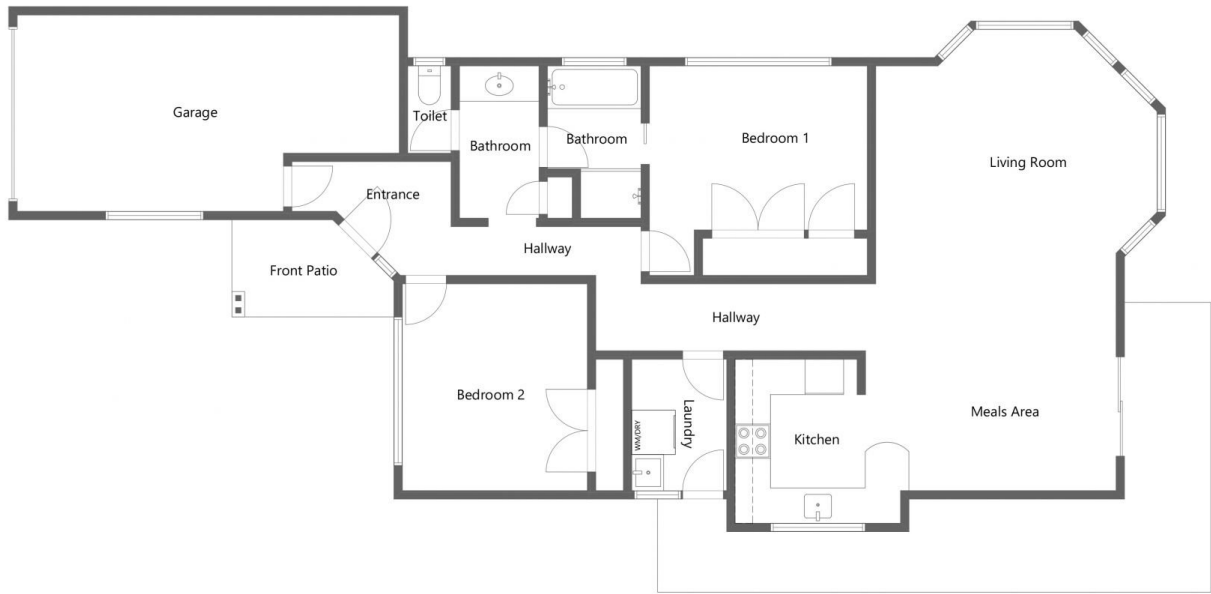 Garage
Toilet
Bathroom
Bathroom
Bedroom 1
Living Room
Entrance
Hallway
Front Patio
Hallway
Bedroom 2
Laundry
WM/DRY
Kitchen
Meals Area